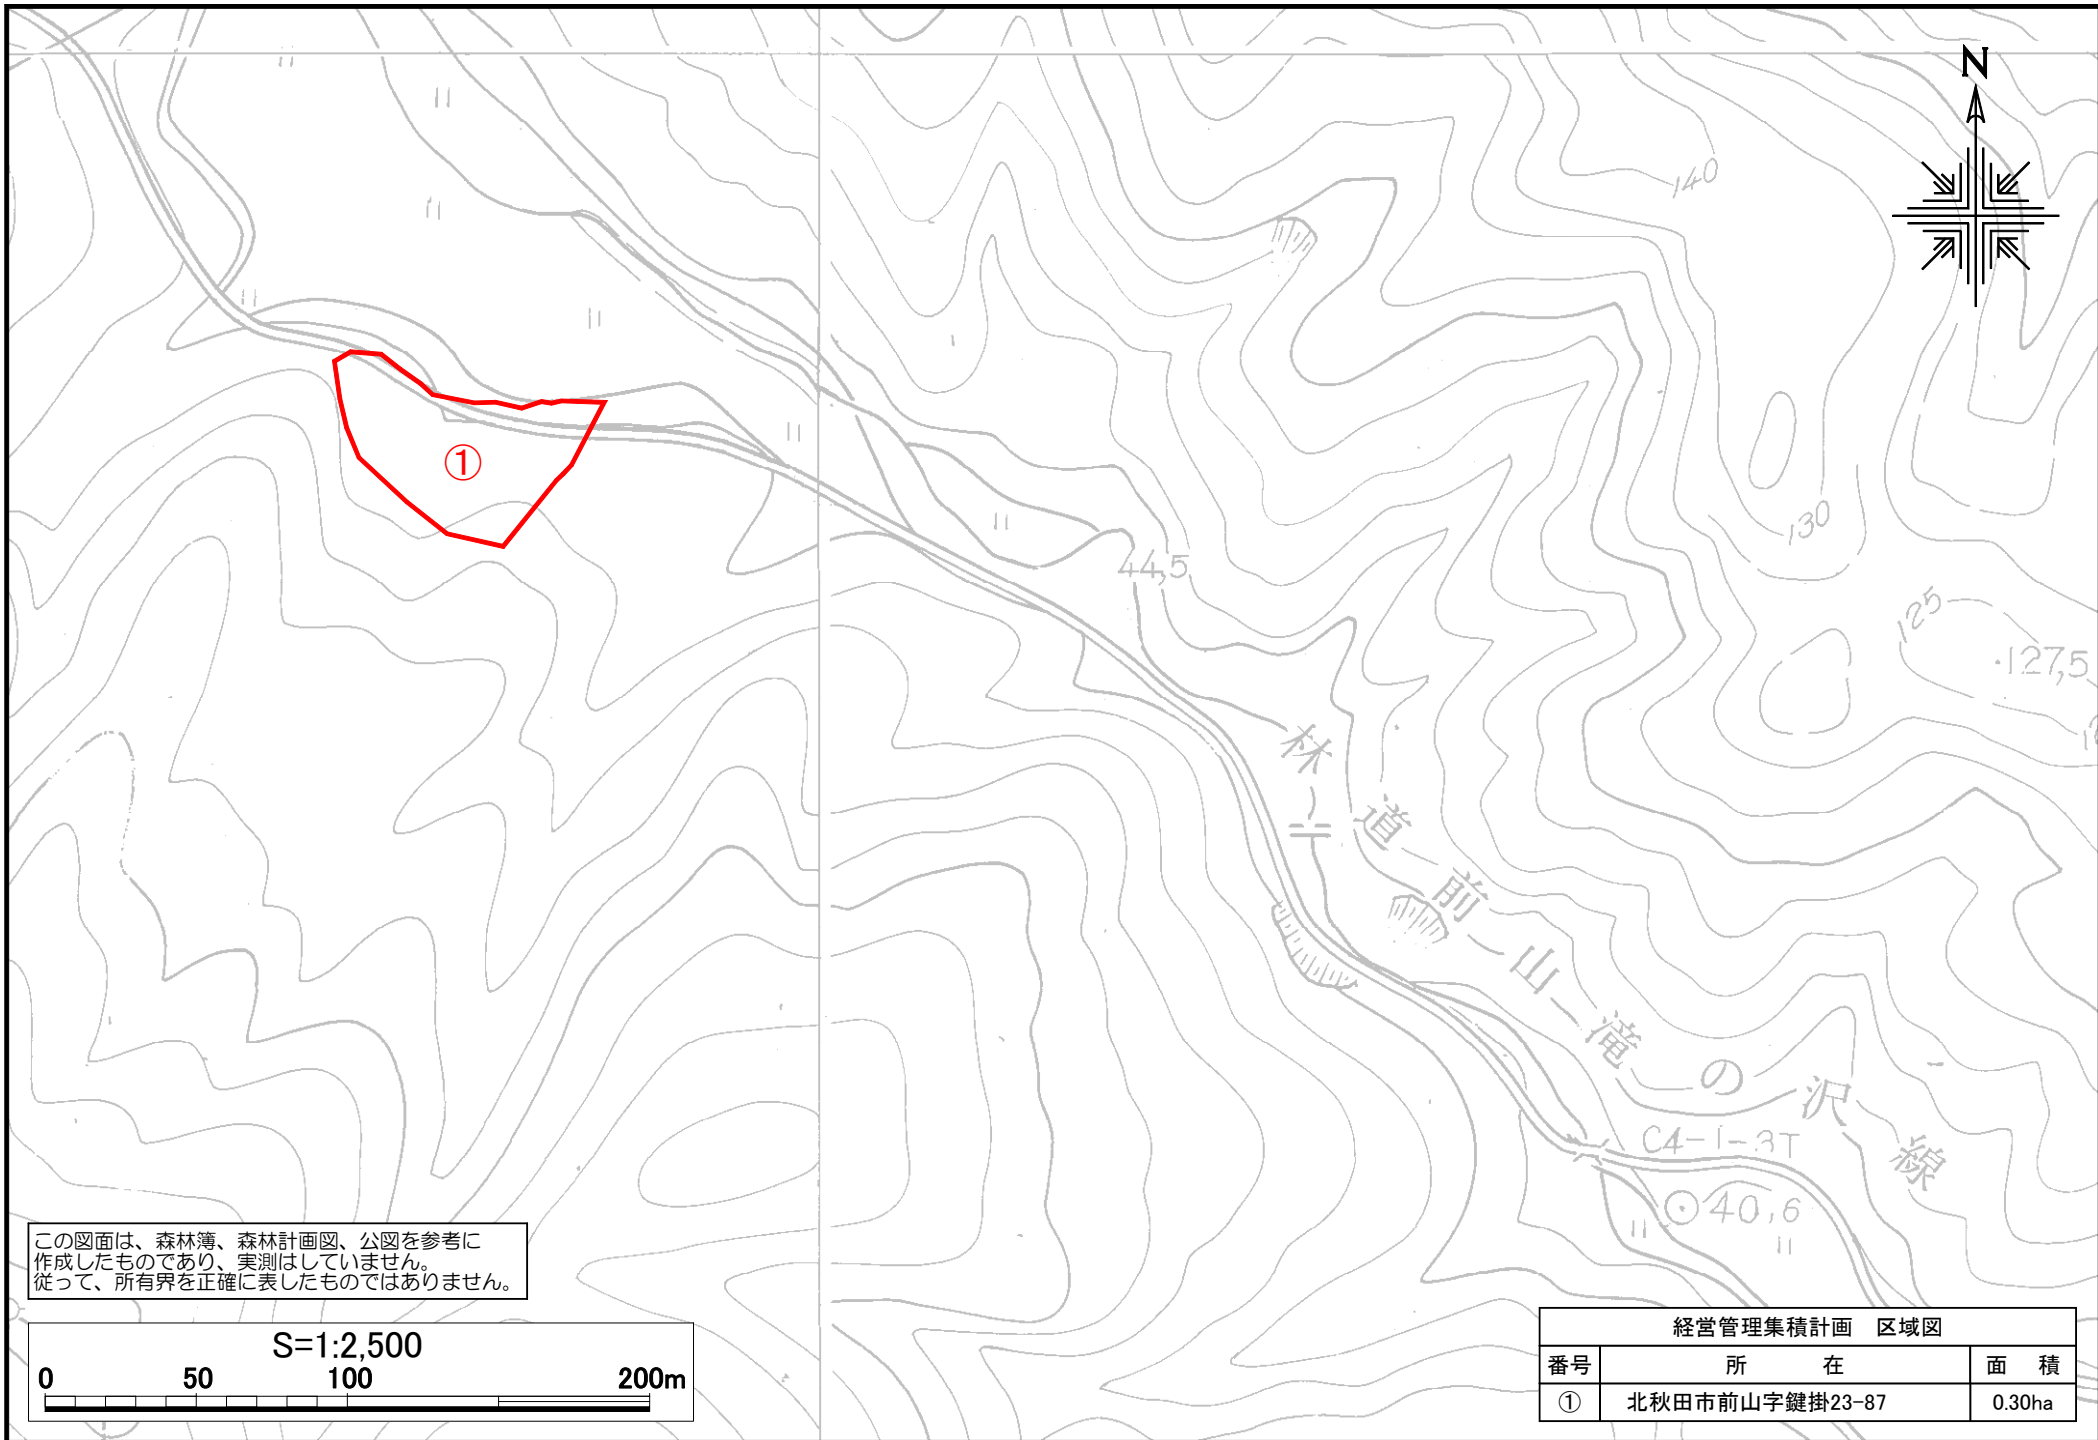 N
140
130
125
127,5
44,5
①
林道前山滝の沢線
C4-1-3T
40,6
この図面は、森林簿、森林計画図、公図を参考に
作成したものであり、実測はしていません。
従って、所有界を正確に表したものではありません。
S=1:2,500
0 50 100 200m
経営管理集積計画 区域図
番号 所在 面積
① 北秋田市前山字鍵掛23-87 0.30ha